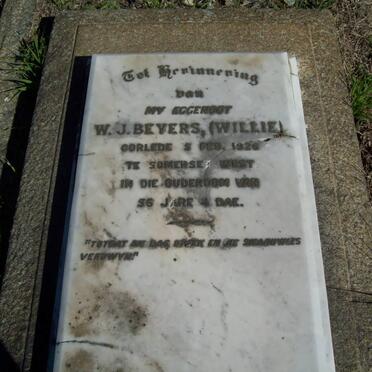 Tot Herinnering
van
MY EGGENOOT
W. J. BEYERS, (WILLIE)
OORLEDE 5 FEB. 1926
TE SOMERSET WEST
IN DIE OUDERDOM VAN
56 JARE 4 DAE.
"TOTDAT DIE DAG BREEK EN DIE SKADUWEES
VERDWYN!"